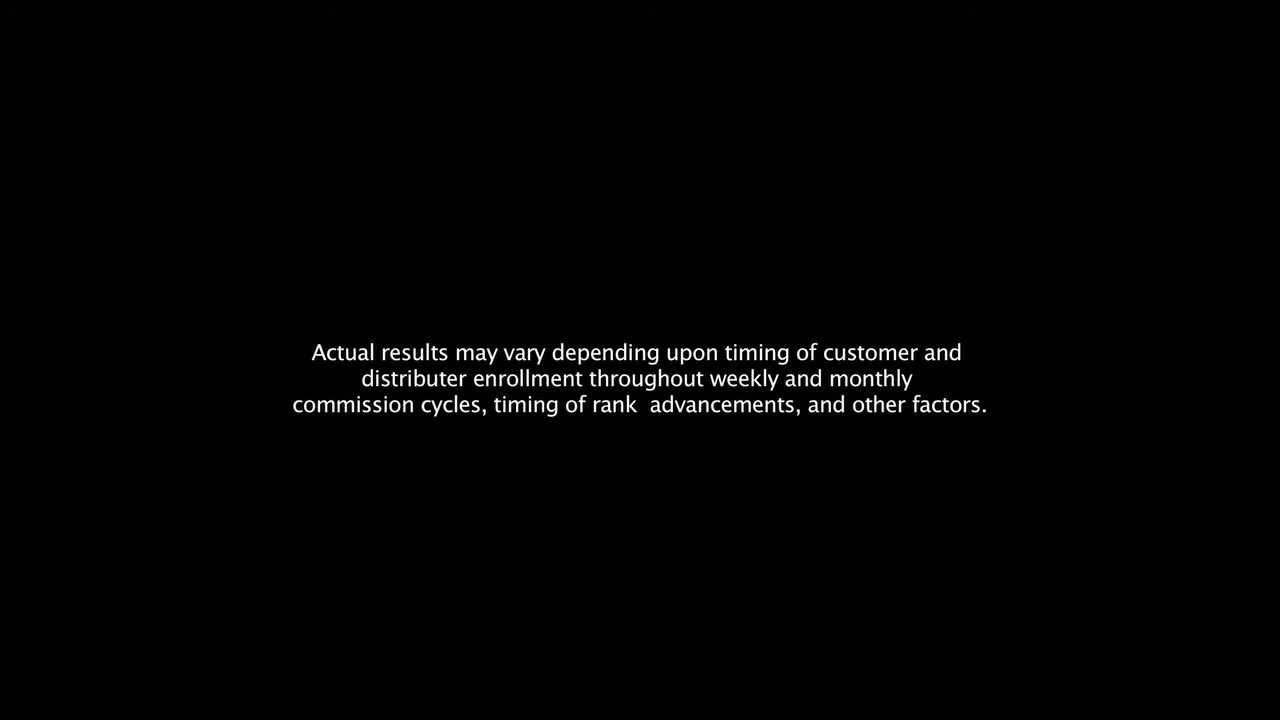 Actual results may vary depending upon timing of customer and
distributer enrollment throughout weekly and monthly
commission cycles, timing of rank  advancements, and other factors.